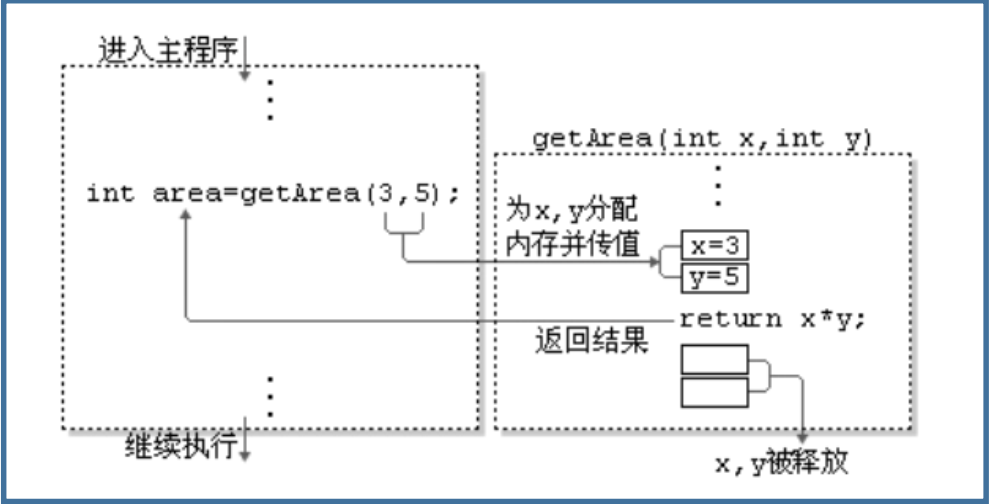 进入主程序
int area=getArea(3,5);
getArea(int x,int y)
为x,y分配
内存并传值
x=3
y=5
return x*y;
返回结果
继续执行
x,y被释放